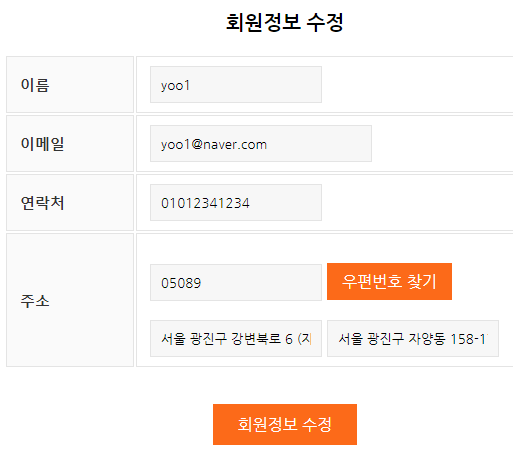 회원정보 수정
이름 yoo1
이메일 yoo1@naver.com
연락처 01012341234
주소 05089 우편번호 찾기
서울 광진구 강변북로 6 (자 서울 광진구 자양동 158-1
회원정보 수정